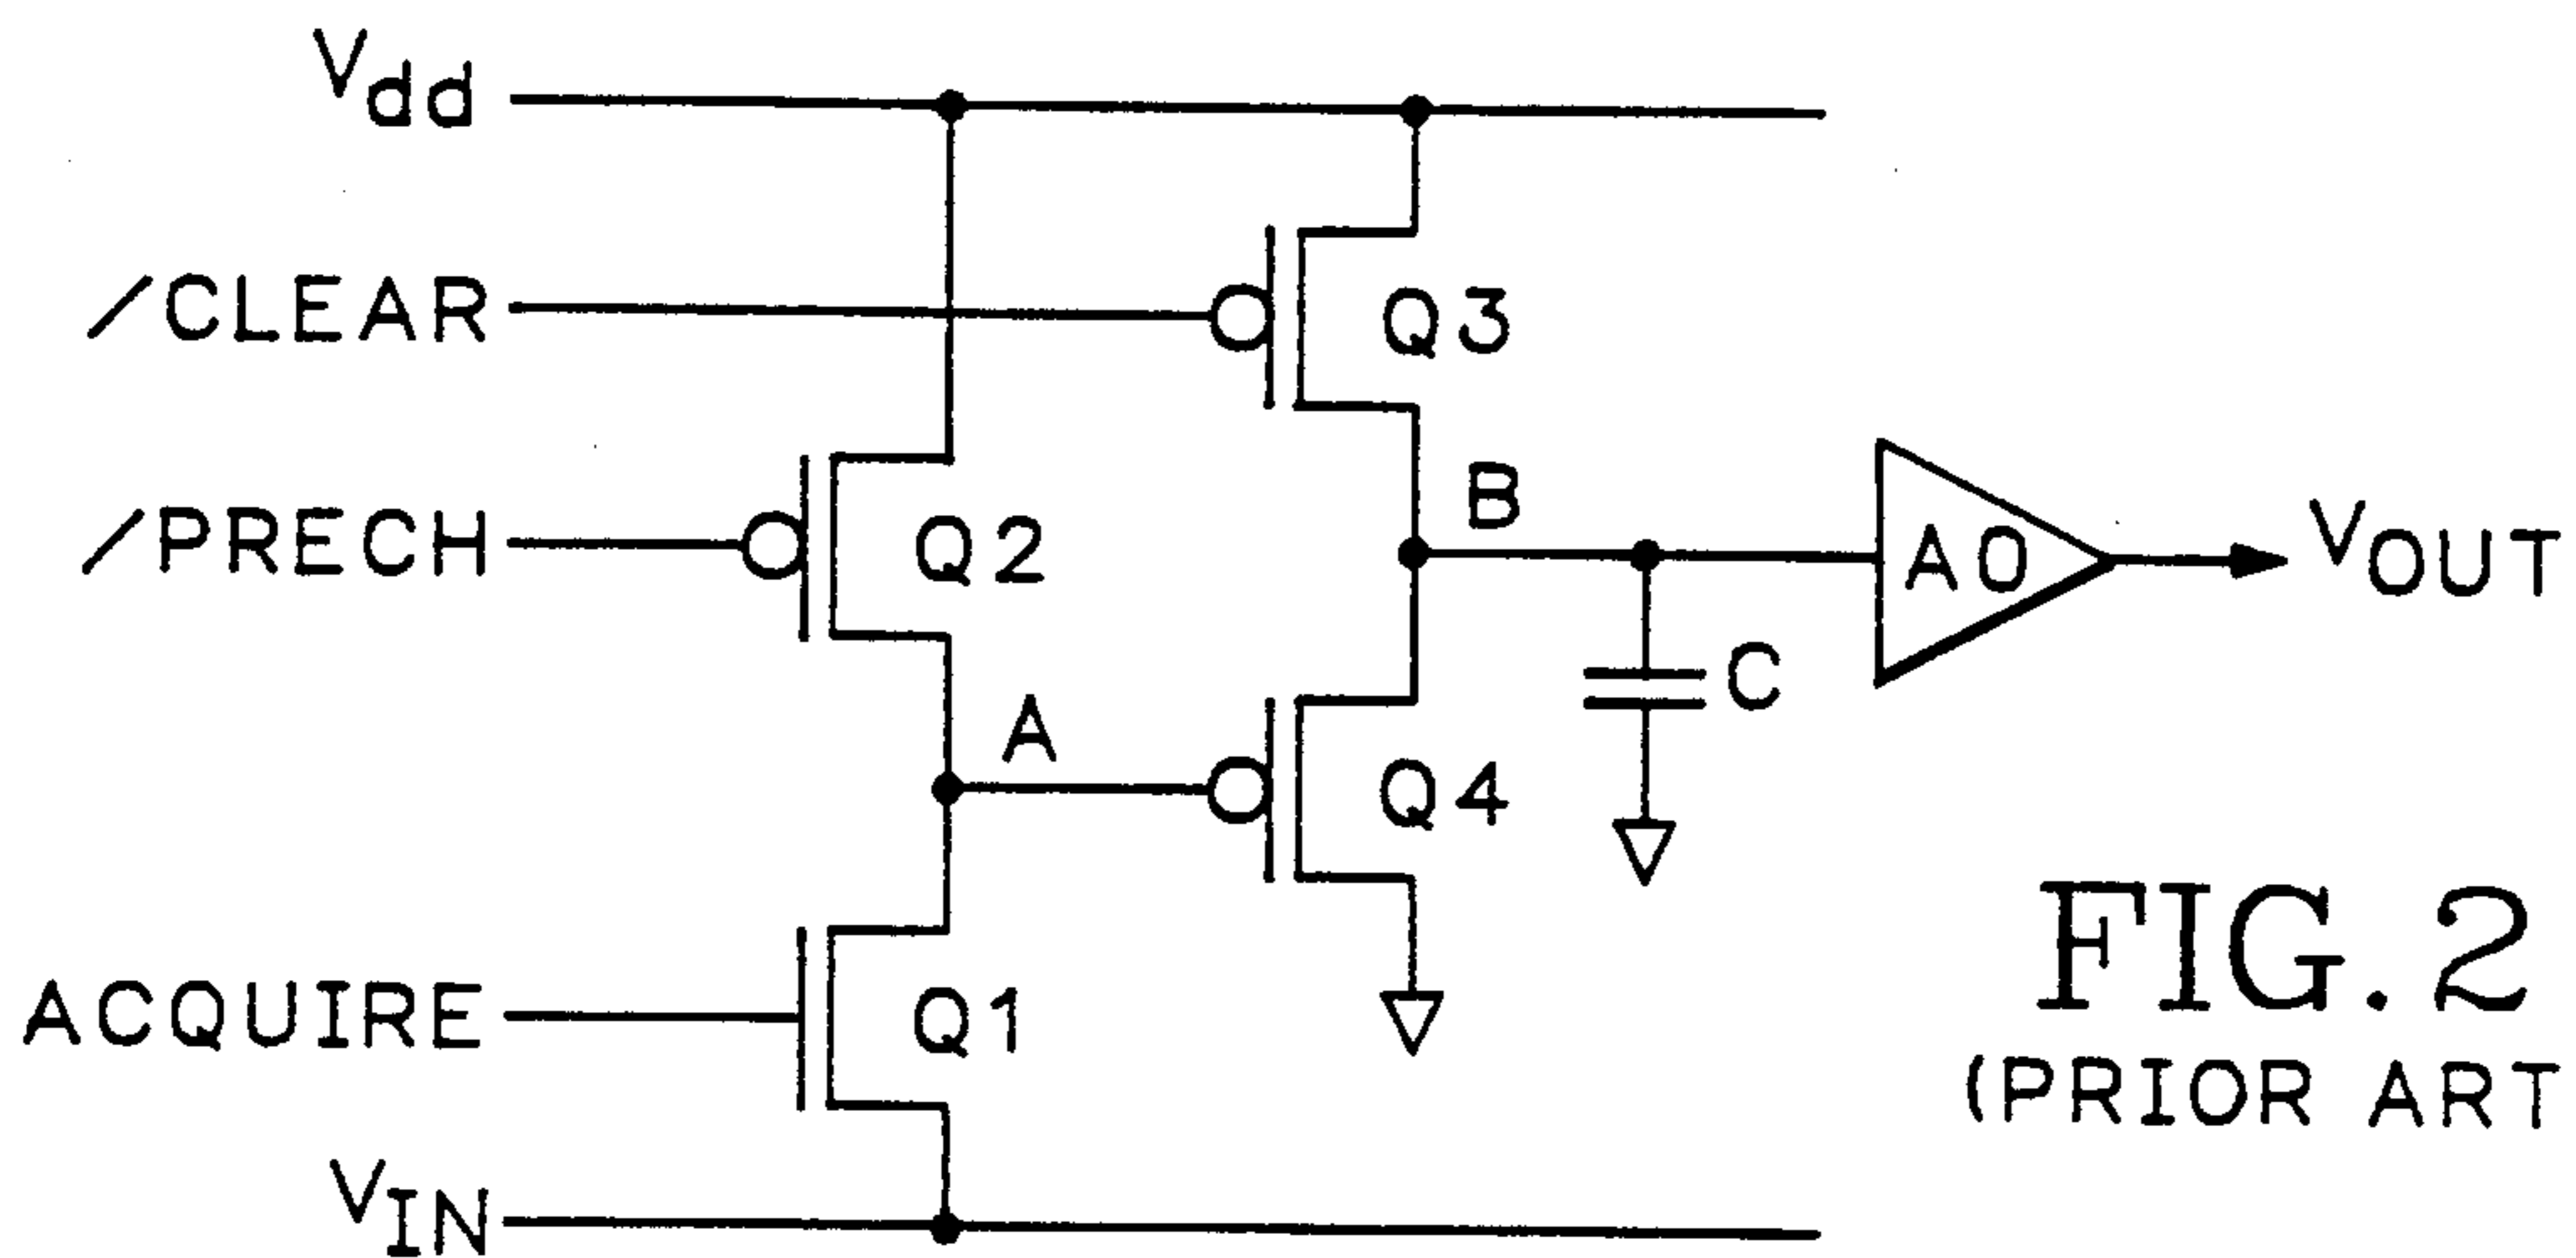 Vdd
/CLEAR
Q3
/PRECH
Q2
B
A0
VOUT
A
C
Q4
ACQUIRE
Q1
VIN
FIG. 2
(PRIOR ART